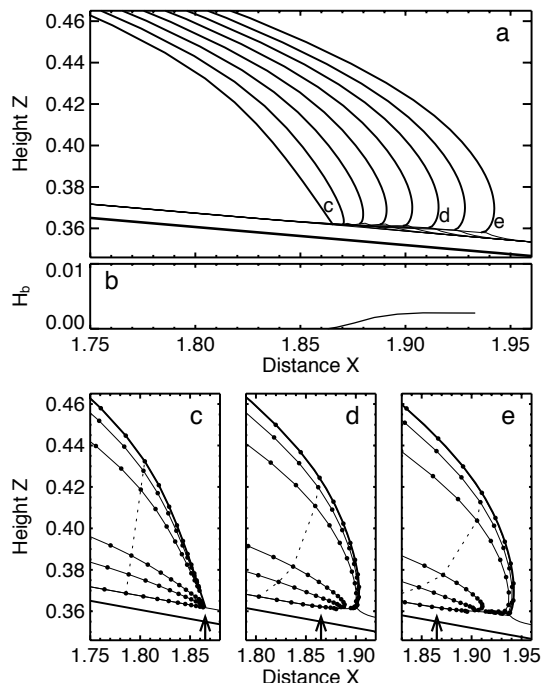 0.46
0.44
0.42
0.40
0.38
0.36
Height Z
a
c
d
e
0.01
0.00
H_b
b
1.75 1.80 1.85 1.90 1.95
Distance X
0.46
0.44
0.42
0.40
0.38
0.36
Height Z
c
d
e
1.75 1.80 1.85
1.80 1.85 1.90
1.85 1.90 1.95
Distance X